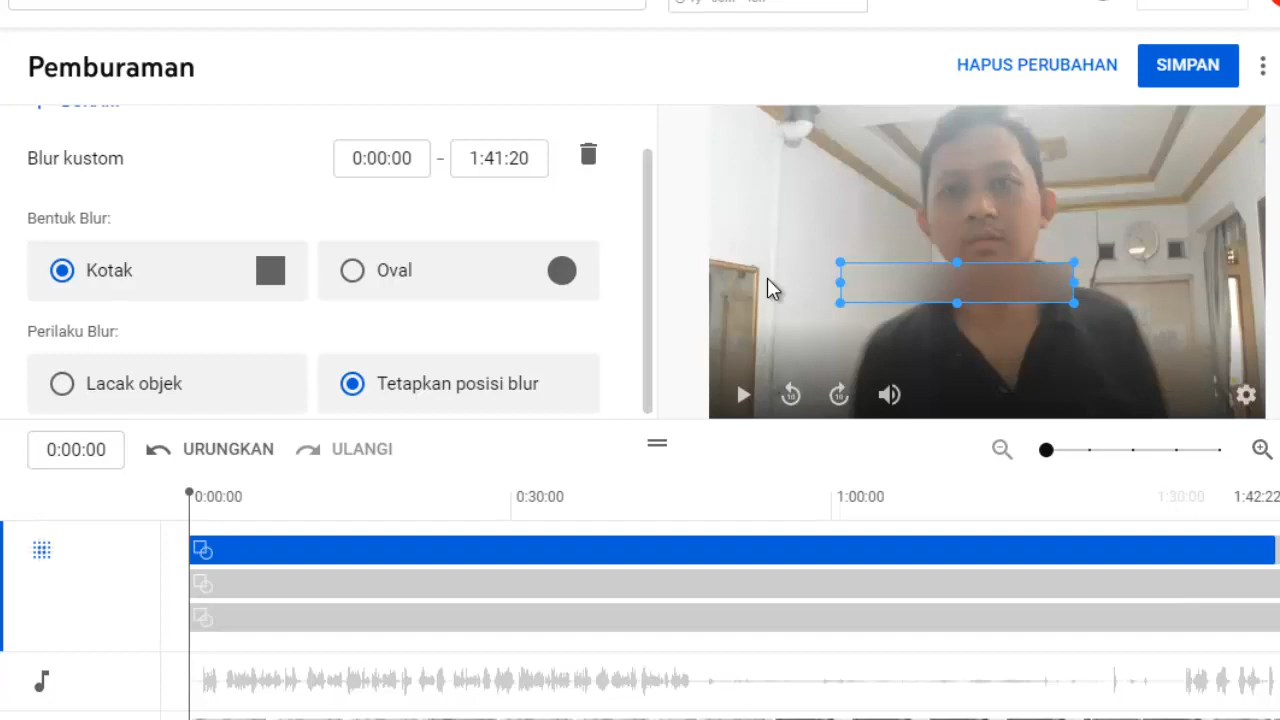 Pemburaman
HAPUS PERUBAHAN
SIMPAN
Blur kustom
0:00:00 - 1:41:20
Bentuk Blur:
Kotak
Oval
Perilaku Blur:
Lacak objek
Tetapkan posisi blur
10
10
0:00:00
URUNGKAN
ULANGI
0:00:00
0:30:00
1:00:00
1:30:00
1:42:22